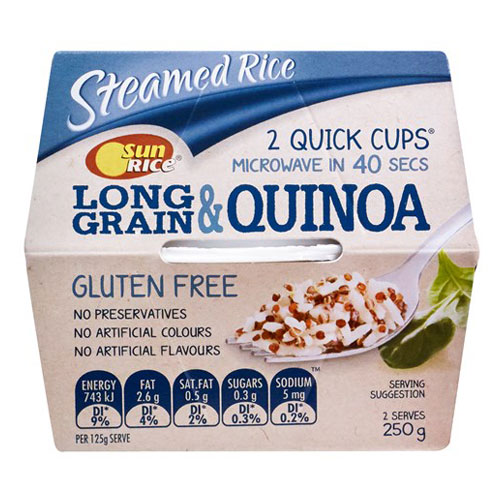 Steamed Rice
Sun
RICE®
2 QUICK CUPS®
MICROWAVE IN 40 SECS
LONG
GRAIN & QUINOA
GLUTEN FREE
NO PRESERVATIVES
NO ARTIFICIAL COLOURS
NO ARTIFICIAL FLAVOURS
ENERGY FAT SAT.FAT SUGARS SODIUM ™
743 kJ 2.6 g 0.5 g 0.3 g 5 mg
DI* DI* DI* DI* DI*
9% 4% 2% 0.3% 0.2%
PER 125g SERVE
SERVING
SUGGESTION
2 SERVES
250g